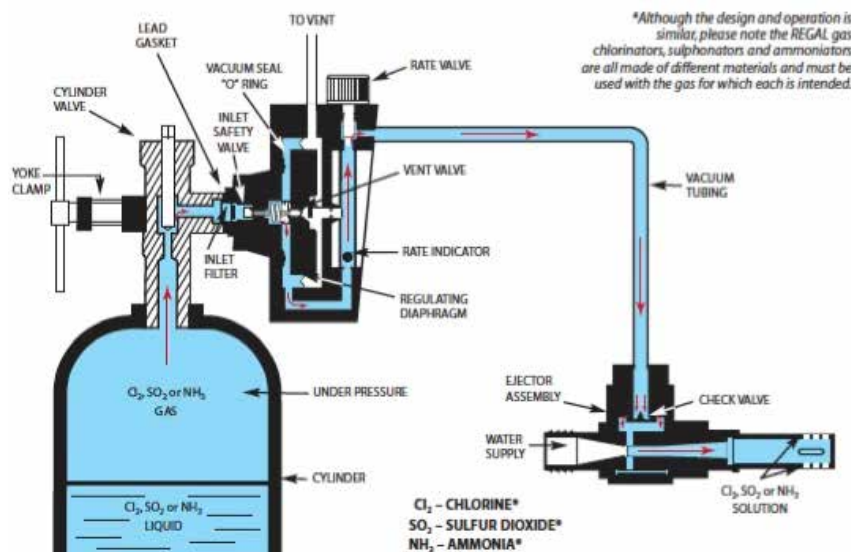 TO VENT
*Although the design and operation is
similar, please note the REGAL gas
chlorinators, sulphonators and ammoniators
are all made of different materials and must be
used with the gas for which each is intended.
LEAD
GASKET
VACUUM SEAL
"O" RING
RATE VALVE
CYLINDER
VALVE
INLET
SAFETY
VALVE
YOKE
CLAMP
VENT VALVE
VACUUM
TUBING
INLET
FILTER
RATE INDICATOR
REGULATING
DIAPHRAGM
Cl₂, SO₂ or NH₃
GAS
UNDER PRESSURE
EJECTOR
ASSEMBLY
CHECK VALVE
WATER
SUPPLY
CYLINDER
Cl₂, SO₂ or NH₃
LIQUID
Cl₂, SO₂ or NH₃
SOLUTION
Cl₂ – CHLORINE*
SO₂ – SULFUR DIOXIDE*
NH₃ – AMMONIA*